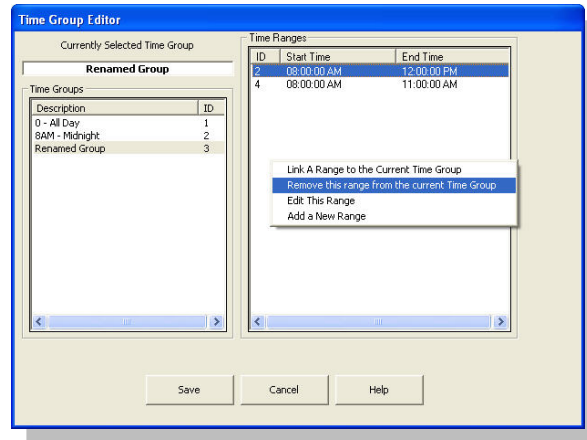 Time Group Editor
Currently Selected Time Group
Renamed Group
Time Groups
Description ID
0 - All Day 1
8AM - Midnight 2
Renamed Group 3
Time Ranges
ID Start Time End Time
2 08:00:00 AM 12:00:00 PM
4 08:00:00 AM 11:00:00 AM
Link A Range to the Current Time Group
Remove this range from the current Time Group
Edit This Range
Add a New Range
Save Cancel Help